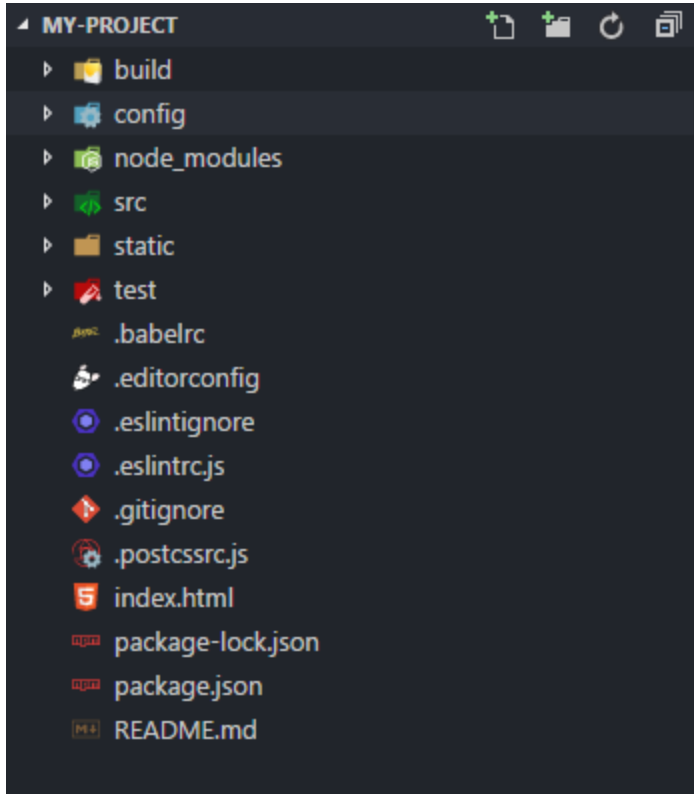 MY-PROJECT
build
config
node_modules
src
static
test
.babelrc
.editorconfig
.eslintignore
.eslintrc.js
.gitignore
.postcssrc.js
index.html
package-lock.json
package.json
README.md